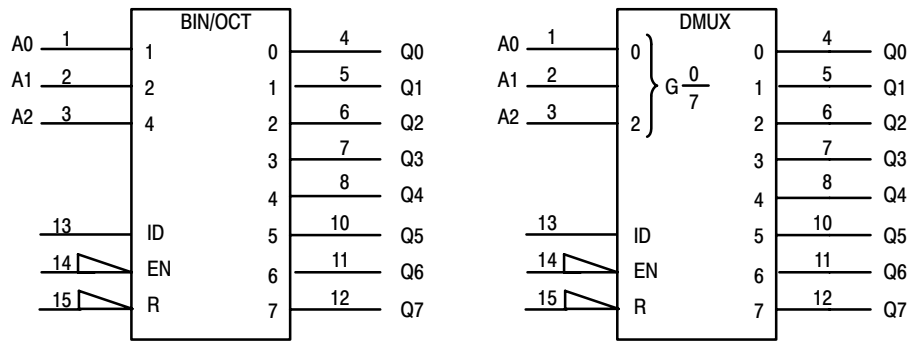 BIN/OCT
A0 1 1 0 4 Q0
1 5 Q1
A1 2 2
A2 3 4 2 6 Q2
3 7 Q3
4 8 Q4
13 ID 5 10 Q5
14 EN 6 11 Q6
15 R 7 12 Q7
DMUX
A0 1 0 0 4 Q0
A1 2 G 0/7 1 5 Q1
A2 3 2 2 6 Q2
3 7 Q3
4 8 Q4
13 ID 5 10 Q5
14 EN 6 11 Q6
15 R 7 12 Q7